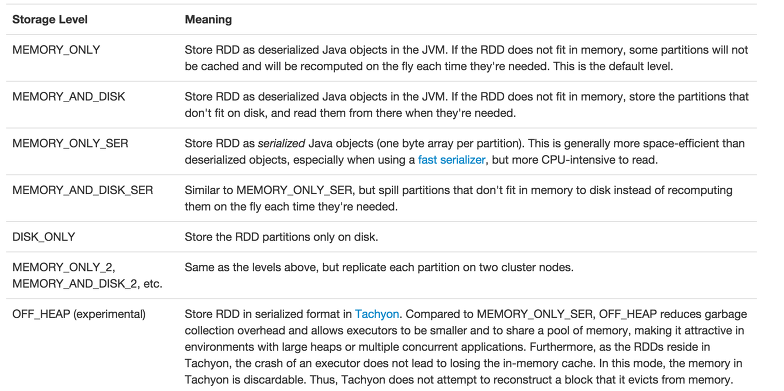 Storage Level Meaning
MEMORY_ONLY Store RDD as deserialized Java objects in the JVM. If the RDD does not fit in memory, some partitions will not
be cached and will be recomputed on the fly each time they're needed. This is the default level.
MEMORY_AND_DISK Store RDD as deserialized Java objects in the JVM. If the RDD does not fit in memory, store the partitions that
don't fit on disk, and read them from there when they're needed.
MEMORY_ONLY_SER Store RDD as serialized Java objects (one byte array per partition). This is generally more space-efficient than
deserialized objects, especially when using a fast serializer, but more CPU-intensive to read.
MEMORY_AND_DISK_SER Similar to MEMORY_ONLY_SER, but spill partitions that don't fit in memory to disk instead of recomputing
them on the fly each time they're needed.
DISK_ONLY Store the RDD partitions only on disk.
MEMORY_ONLY_2, Same as the levels above, but replicate each partition on two cluster nodes.
MEMORY_AND_DISK_2, etc.
OFF_HEAP (experimental) Store RDD in serialized format in Tachyon. Compared to MEMORY_ONLY_SER, OFF_HEAP reduces garbage
collection overhead and allows executors to be smaller and to share a pool of memory, making it attractive in
environments with large heaps or multiple concurrent applications. Furthermore, as the RDDs reside in
Tachyon, the crash of an executor does not lead to losing the in-memory cache. In this mode, the memory in
Tachyon is discardable. Thus, Tachyon does not attempt to reconstruct a block that it evicts from memory.